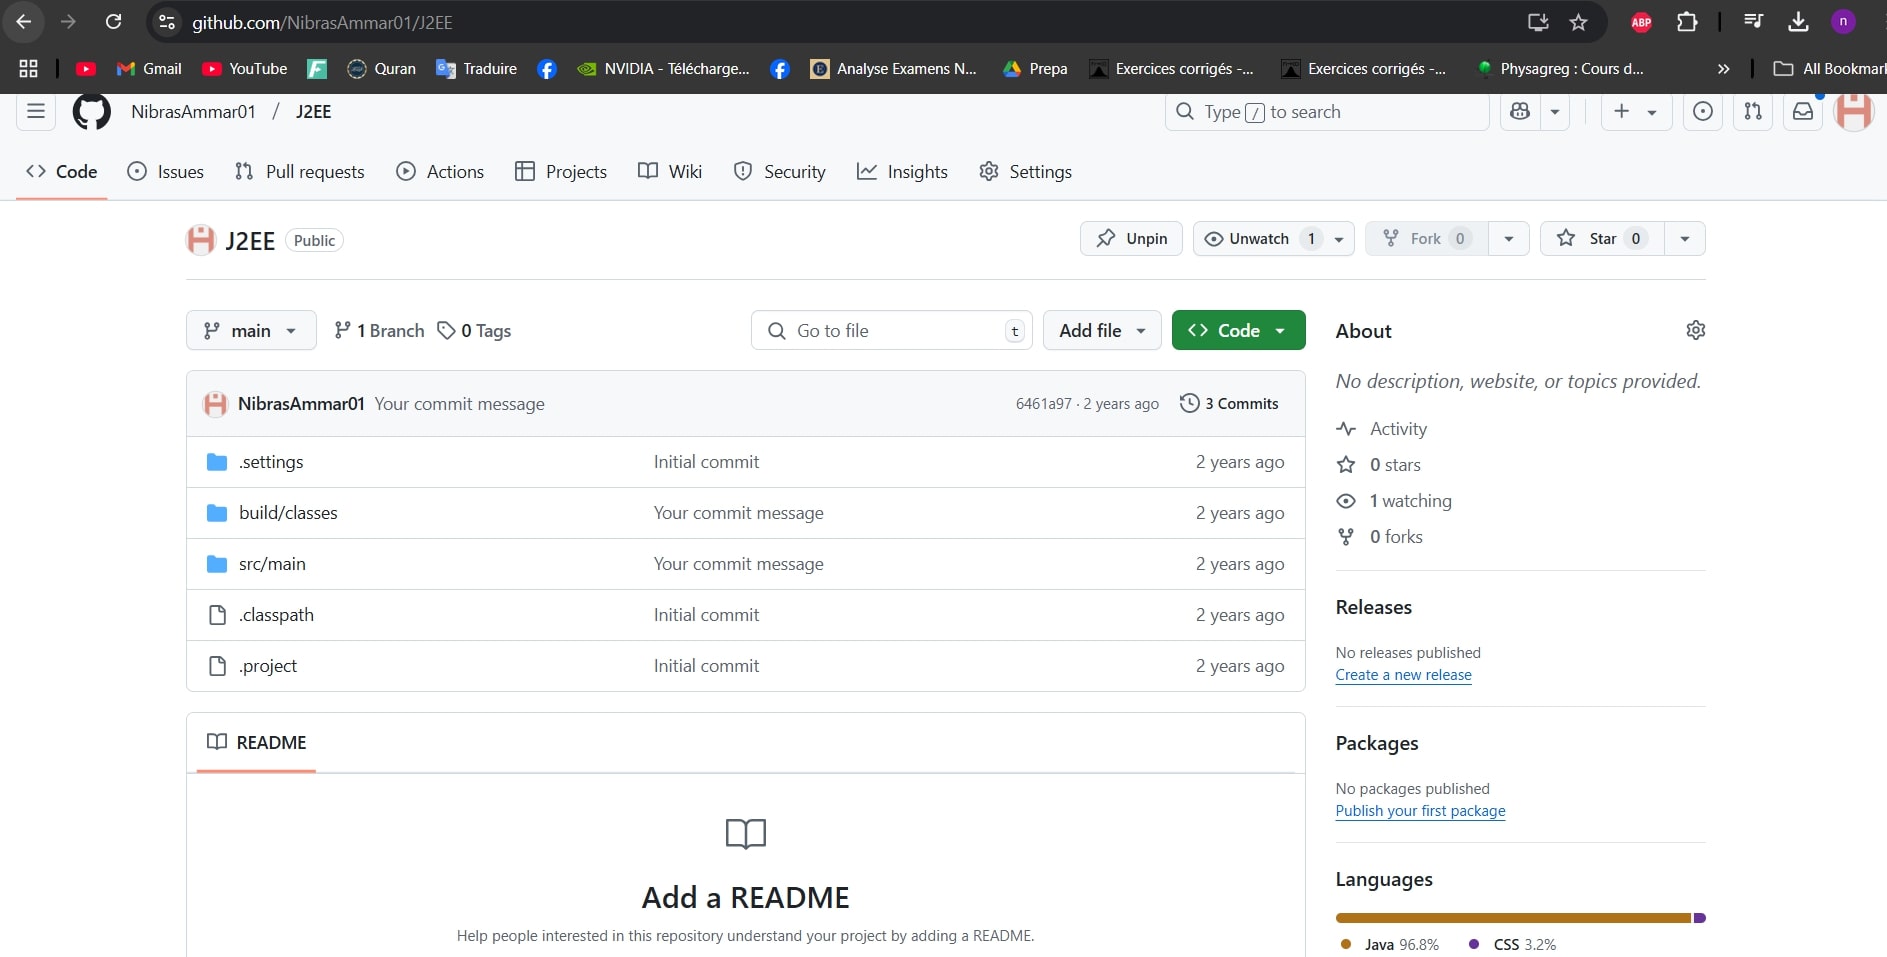 github.com/NibrasAmmar01/J2EE
ABP
n
Gmail
YouTube
Quran
Traduire
NVIDIA - Télécharge...
Analyse Examens N...
Prepa
Exercices corrigés -...
Exercices corrigés -...
Physagreg : Cours d...
»
All Bookmar
NibrasAmmar01 / J2EE
Type / to search
Code
Issues
Pull requests
Actions
Projects
Wiki
Security
Insights
Settings
J2EE Public
Unpin
Unwatch 1
Fork 0
Star 0
main
1 Branch
0 Tags
Go to file t
Add file
Code
NibrasAmmar01 Your commit message 6461a97 · 2 years ago 3 Commits
.settings Initial commit 2 years ago
build/classes Your commit message 2 years ago
src/main Your commit message 2 years ago
.classpath Initial commit 2 years ago
.project Initial commit 2 years ago
README
Add a README
Help people interested in this repository understand your project by adding a README.
About
No description, website, or topics provided.
Activity
0 stars
1 watching
0 forks
Releases
No releases published
Create a new release
Packages
No packages published
Publish your first package
Languages
Java 96.8% CSS 3.2%